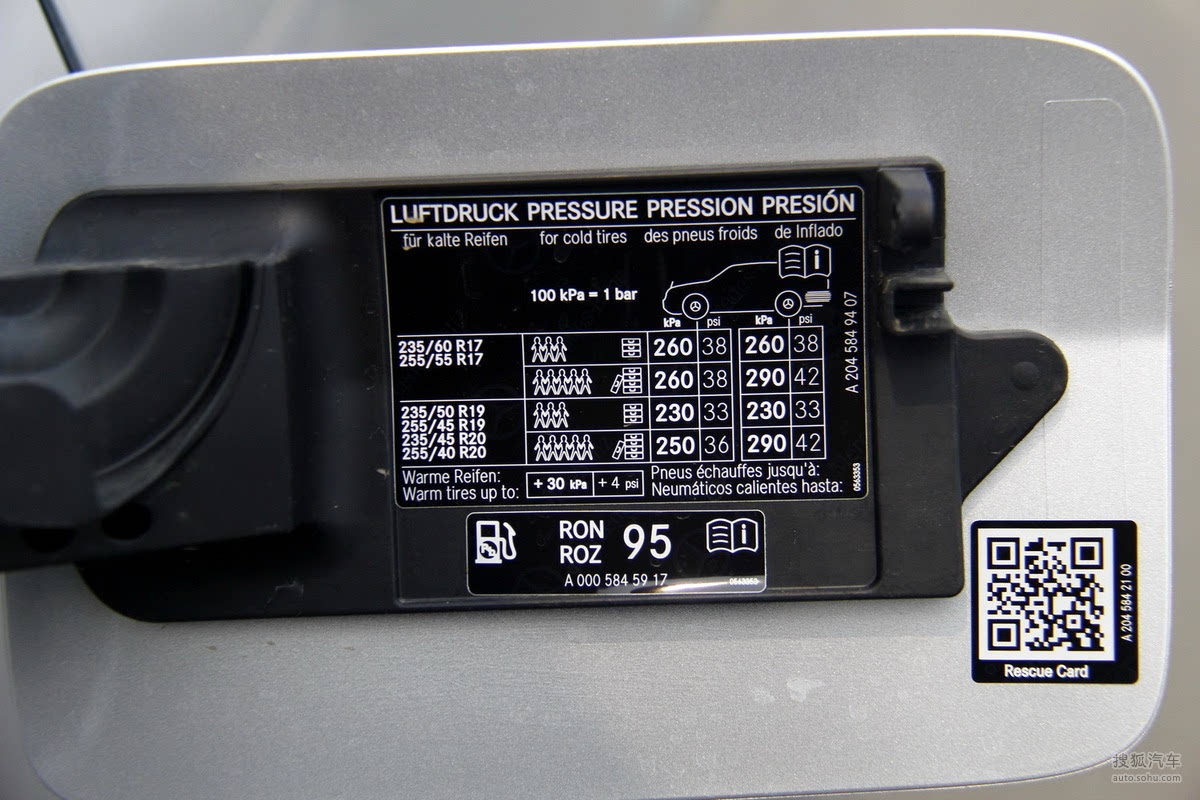 LUFTDRUCK PRESSURE PRESSION PRESIÓN
für kalte Reifen for cold tires des pneus froids de Inflado
i
100 kPa = 1 bar
kPa psi kPa psi
235/60 R17
255/55 R17
260 38 260 38
260 38 290 42
235/50 R19
255/45 R19
235/45 R20
255/40 R20
230 33 230 33
250 36 290 42
Warme Reifen: Pneus échauffes jusqu'à:
Warm tires up to: + 30 kPa + 4 psi Neumáticos calientes hasta:
A 204 584 94 07
0563353
Pb
RON
ROZ
95
i
A 000 584 59 17
0563353
A 204 584 21 00
Rescue Card
搜狐汽车
auto.sohu.com